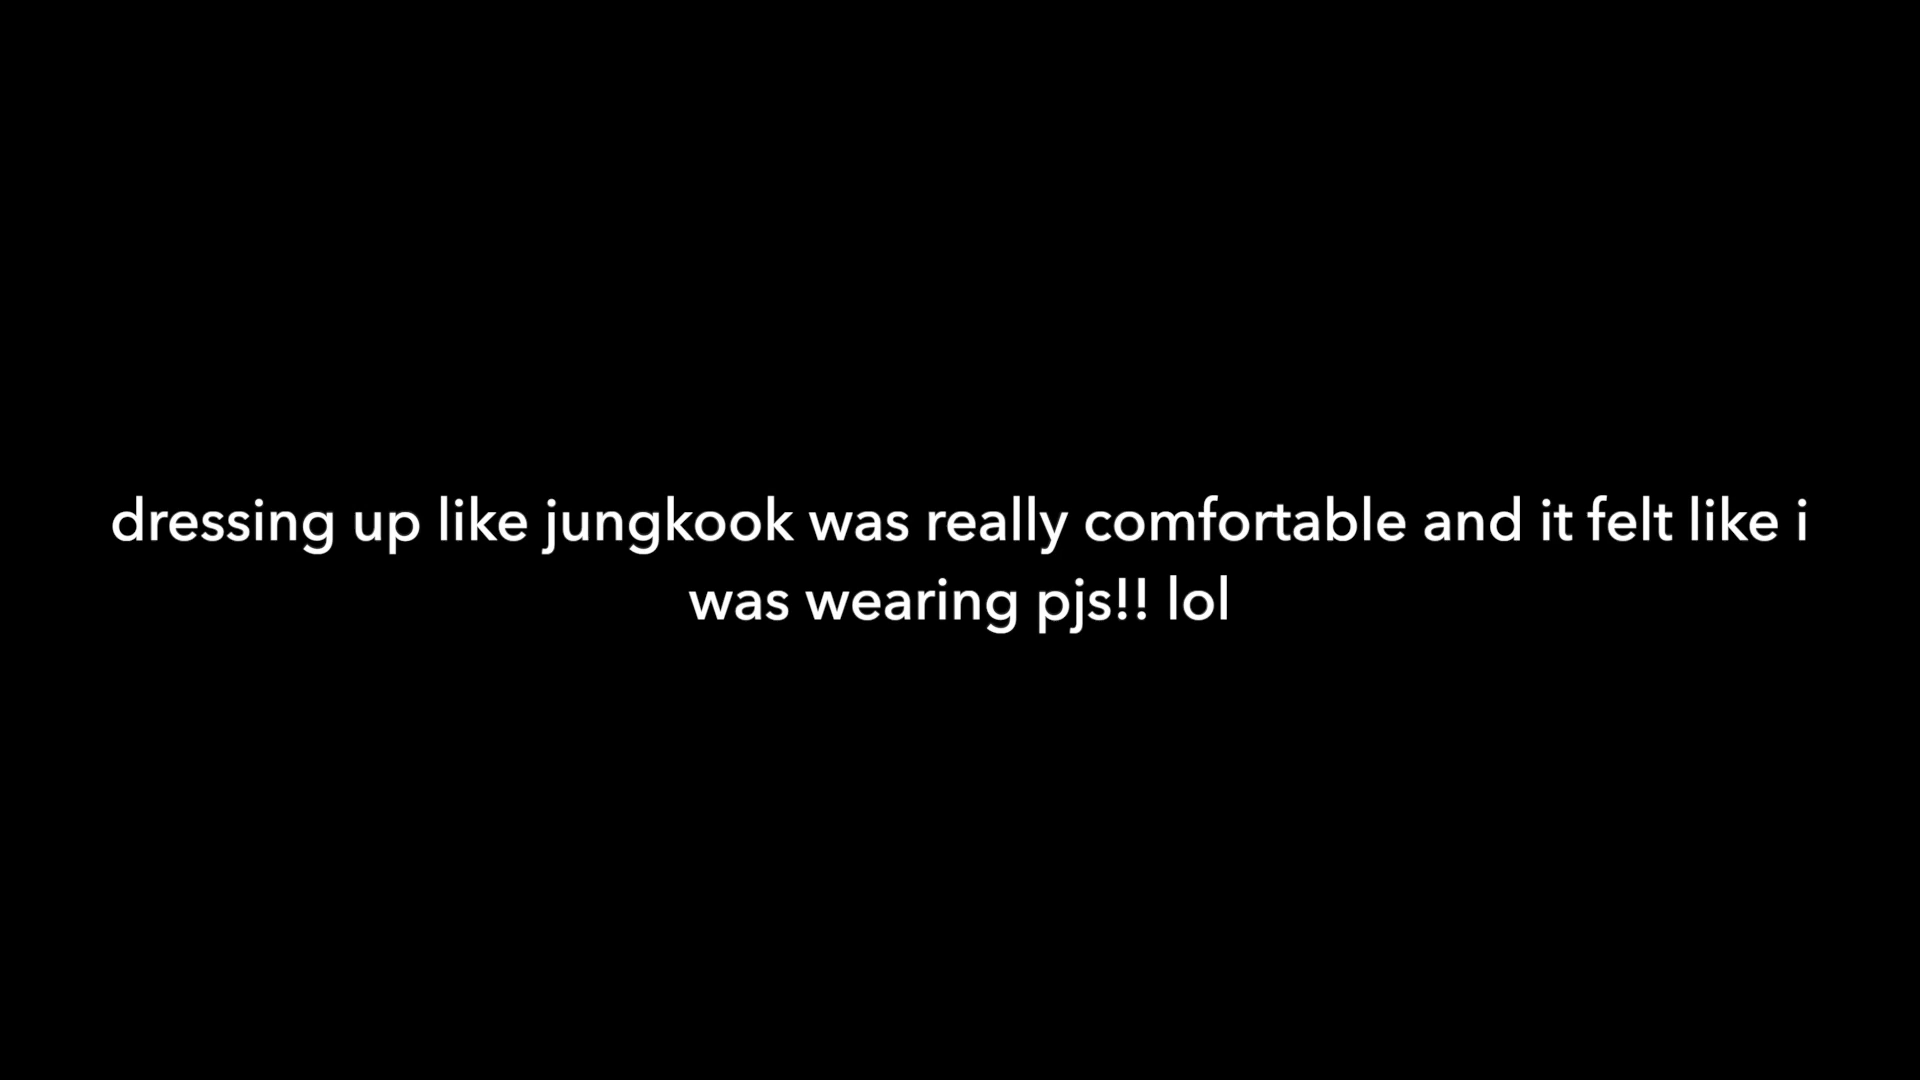 dressing up like jungkook was really comfortable and it felt like i
was wearing pjs!! lol